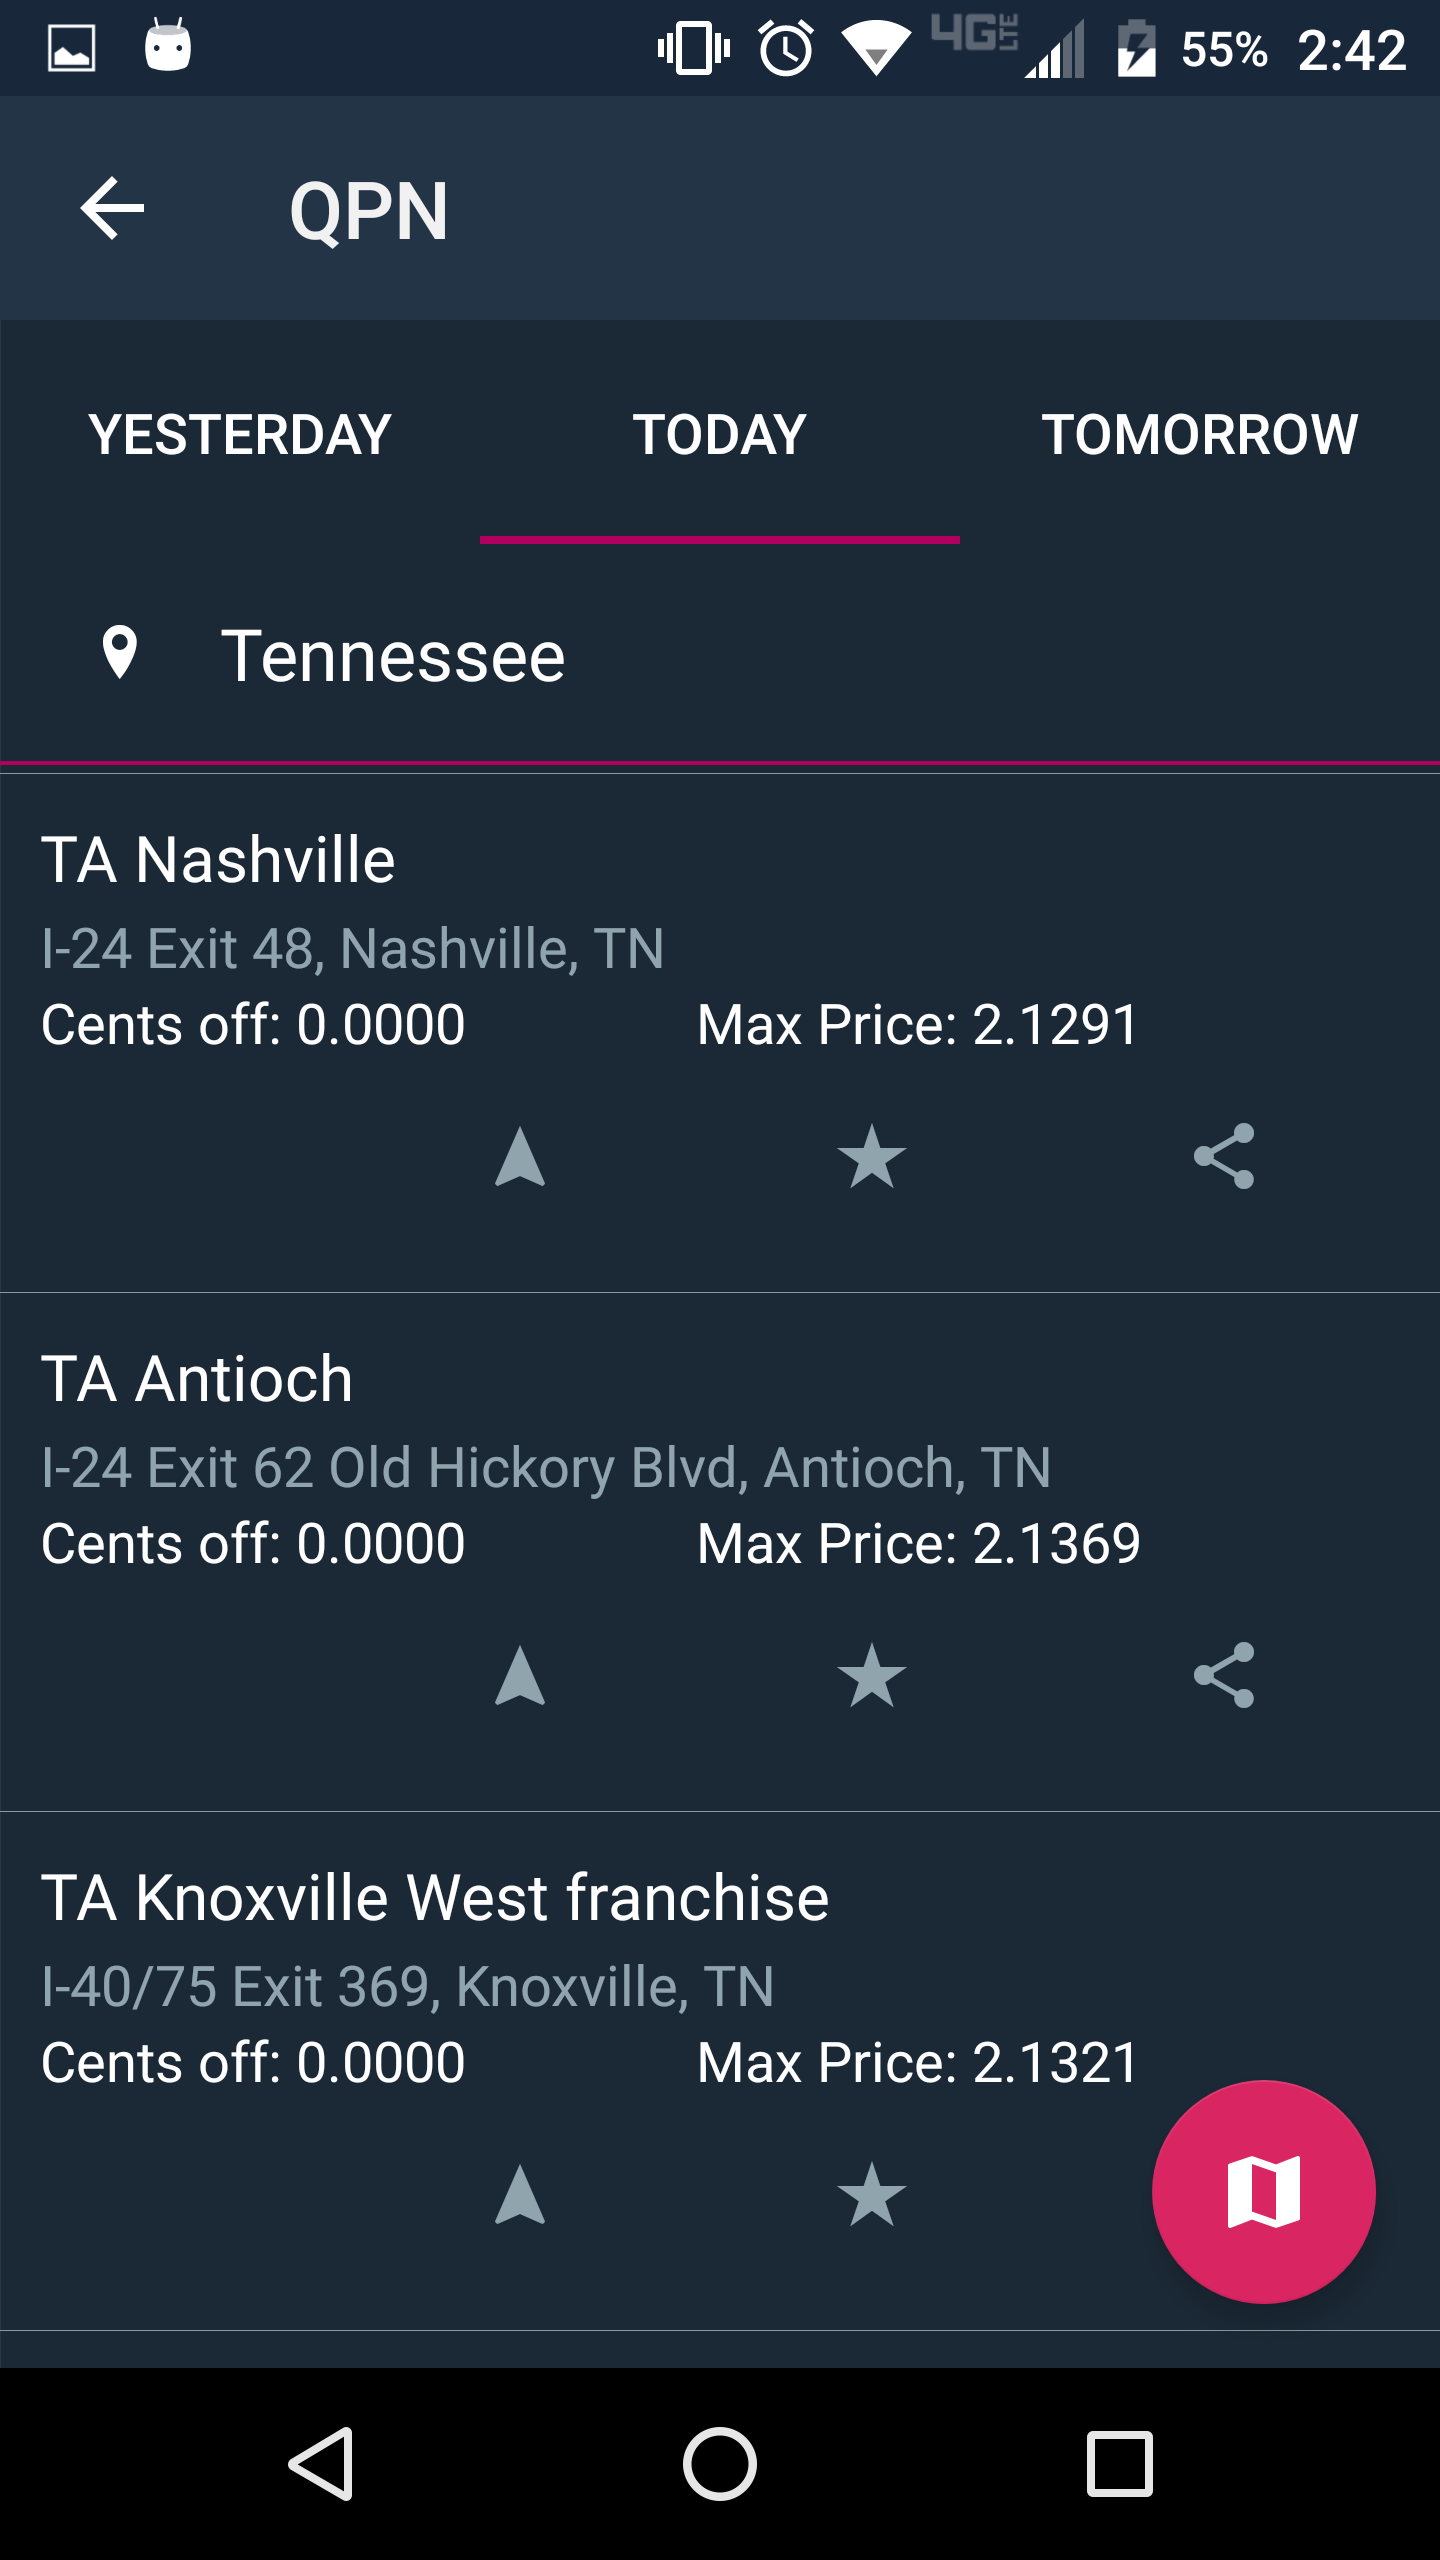 4G LTE 55% 2:42
QPN
YESTERDAY TODAY TOMORROW
Tennessee
TA Nashville
I-24 Exit 48, Nashville, TN
Cents off: 0.0000 Max Price: 2.1291
TA Antioch
I-24 Exit 62 Old Hickory Blvd, Antioch, TN
Cents off: 0.0000 Max Price: 2.1369
TA Knoxville West franchise
I-40/75 Exit 369, Knoxville, TN
Cents off: 0.0000 Max Price: 2.1321